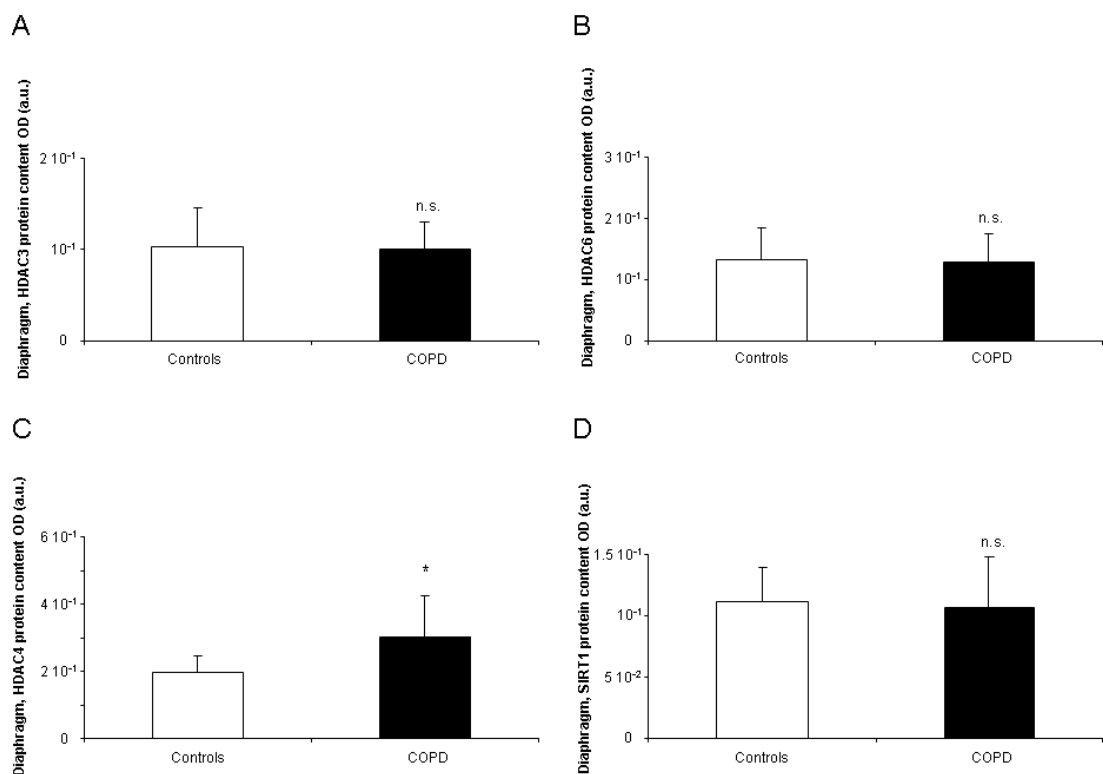 A
Diaphragm, HDAC3 protein content OD (a.u.)
2 10-1
10-1
0
n.s.
Controls
COPD
B
Diaphragm, HDAC6 protein content OD (a.u.)
3 10-1
2 10-1
10-1
0
n.s.
Controls
COPD
C
Diaphragm, HDAC4 protein content OD (a.u.)
6 10-1
4 10-1
2 10-1
0
*
Controls
COPD
D
Diaphragm, SIRT1 protein content OD (a.u.)
1.5 10-1
10-1
5 10-2
0
n.s.
Controls
COPD